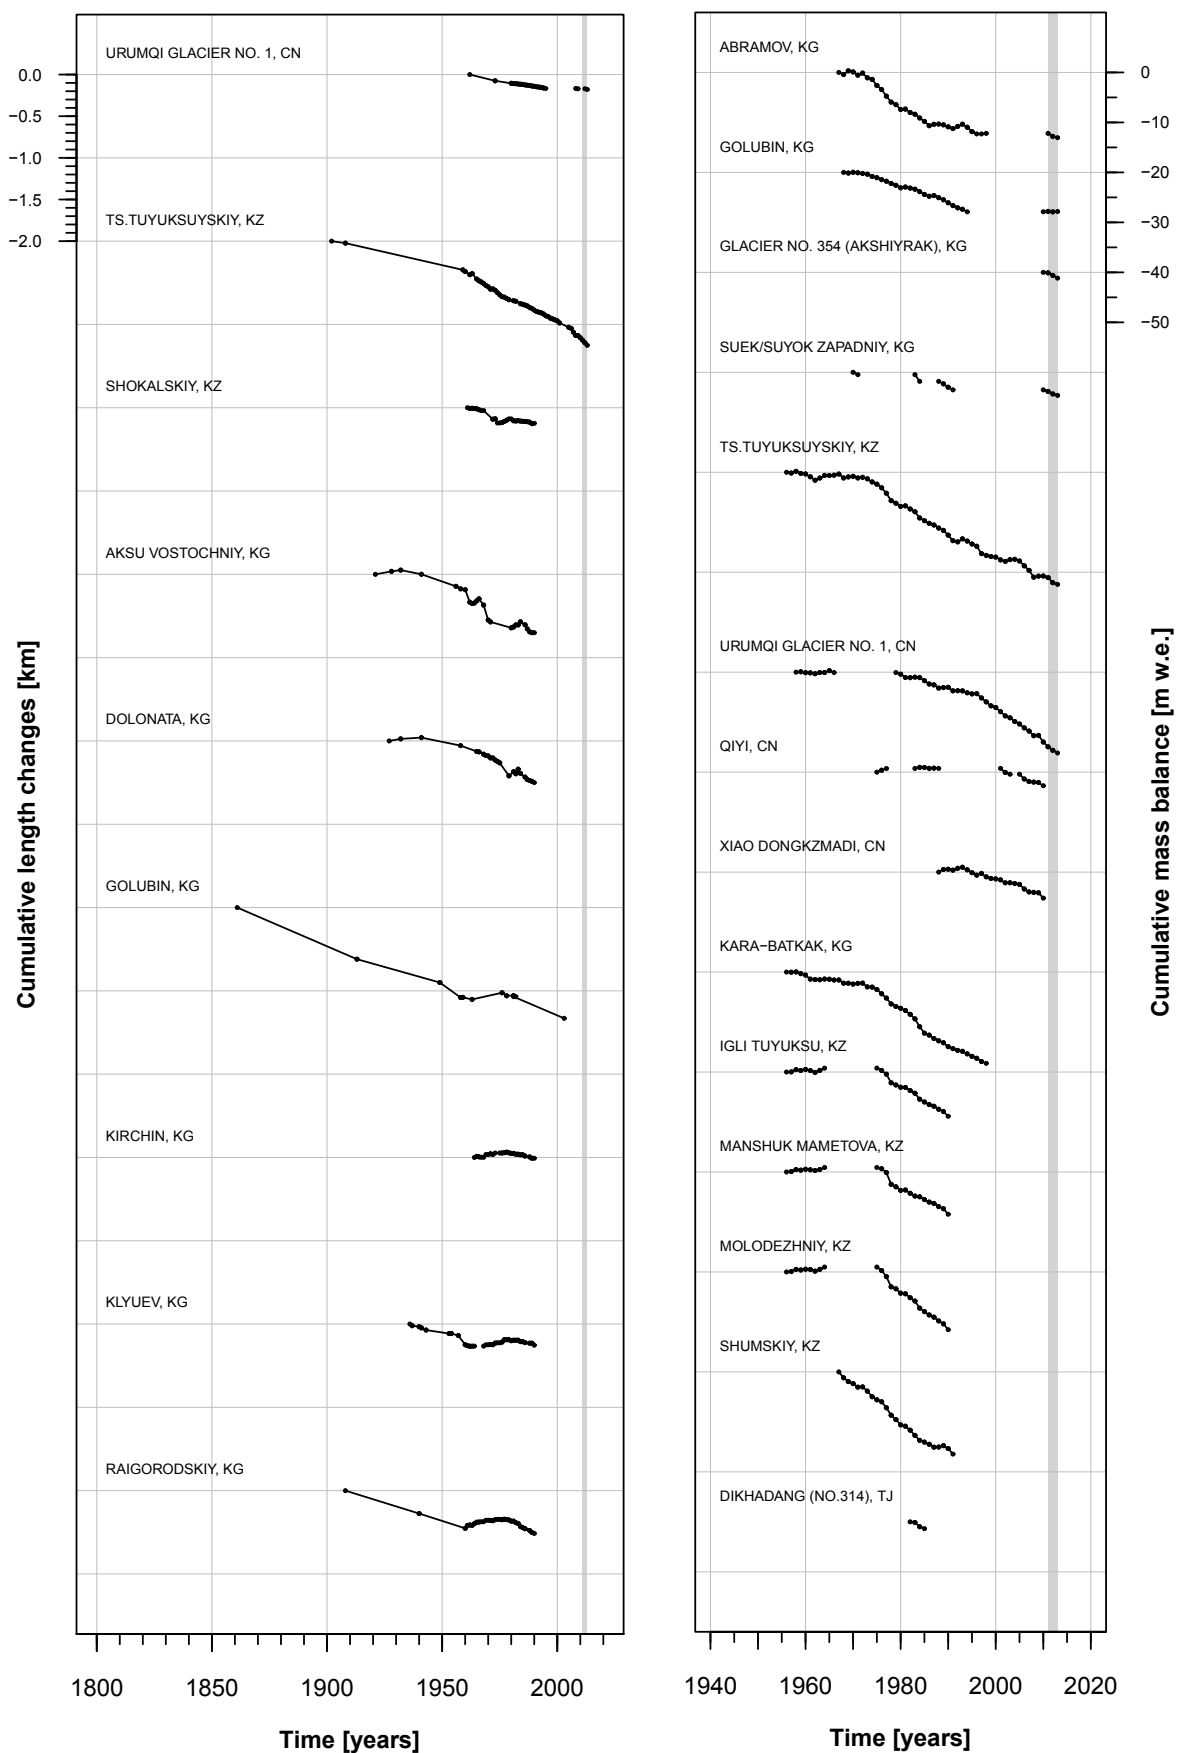 URUMQI GLACIER NO. 1, CN
0.0
−0.5
−1.0
−1.5
−2.0
TS.TUYUKSUYSKIY, KZ
SHOKALSKIY, KZ
AKSU VOSTOCHNIY, KG
DOLONATA, KG
GOLUBIN, KG
KIRCHIN, KG
KLYUEV, KG
RAIGORODSKIY, KG
Cumulative length changes [km]
1800 1850 1900 1950 2000
Time [years]
ABRAMOV, KG
GOLUBIN, KG
GLACIER NO. 354 (AKSHIYRAK), KG
SUEK/SUYOK ZAPADNIY, KG
TS.TUYUKSUYSKIY, KZ
URUMQI GLACIER NO. 1, CN
QIYI, CN
XIAO DONGKZMADI, CN
KARA−BATKAK, KG
IGLI TUYUKSU, KZ
MANSHUK MAMETOVA, KZ
MOLODEZHNIY, KZ
SHUMSKIY, KZ
DIKHADANG (NO.314), TJ
0
−10
−20
−30
−40
−50
Cumulative mass balance [m w.e.]
1940 1960 1980 2000 2020
Time [years]